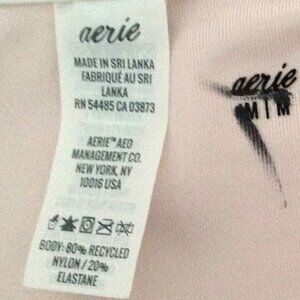 aerie
MADE IN SRI LANKA
FABRIQUÉ AU SRI
LANKA
RN 54485 CA 03873
AERIE™ AEO
MANAGEMENT CO.
NEW YORK, NY
10016 USA
BODY: 80% RECYCLED
NYLON / 20%
ELASTANE
aerie
M | M